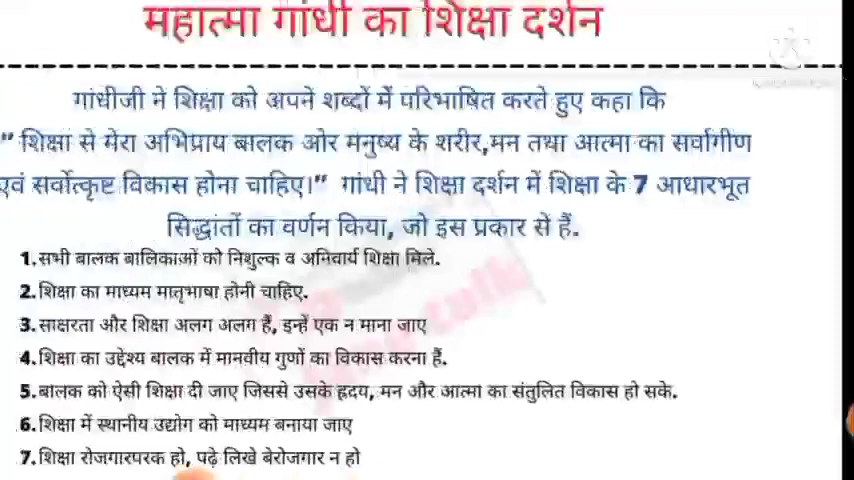 महात्मा गांधी का शिक्षा दर्शन
गांधीजी ने शिक्षा को अपने शब्दों में परिभाषित करते हुए कहा कि
" शिक्षा से मेरा अभिप्राय बालक ओर मनुष्य के शरीर,मन तथा आत्मा का सर्वागीण
एवं सर्वोत्कृष्ट विकास होना चाहिए।" गांधी ने शिक्षा दर्शन में शिक्षा के 7 आधारभूत
सिद्धातों का वर्णन किया, जो इस प्रकार से हैं.
1.सभी बालक बालिकाओं को निशुल्क व अनिवार्य शिक्षा मिले.
2.शिक्षा का माध्यम मातृभाषा होनी चाहिए.
3.साक्षरता और शिक्षा अलग अलग हैं, इन्हें एक न माना जाए
4.शिक्षा का उद्देश्य बालक में मानवीय गुणों का विकास करना हैं.
5.बालक को ऐसी शिक्षा दी जाए जिससे उसके ह्रदय, मन और आत्मा का संतुलित विकास हो सके.
6.शिक्षा में स्थानीय उद्योग को माध्यम बनाया जाए
7.शिक्षा रोजगारपरक हो, पढ़े लिखे बेरोजगार न हो